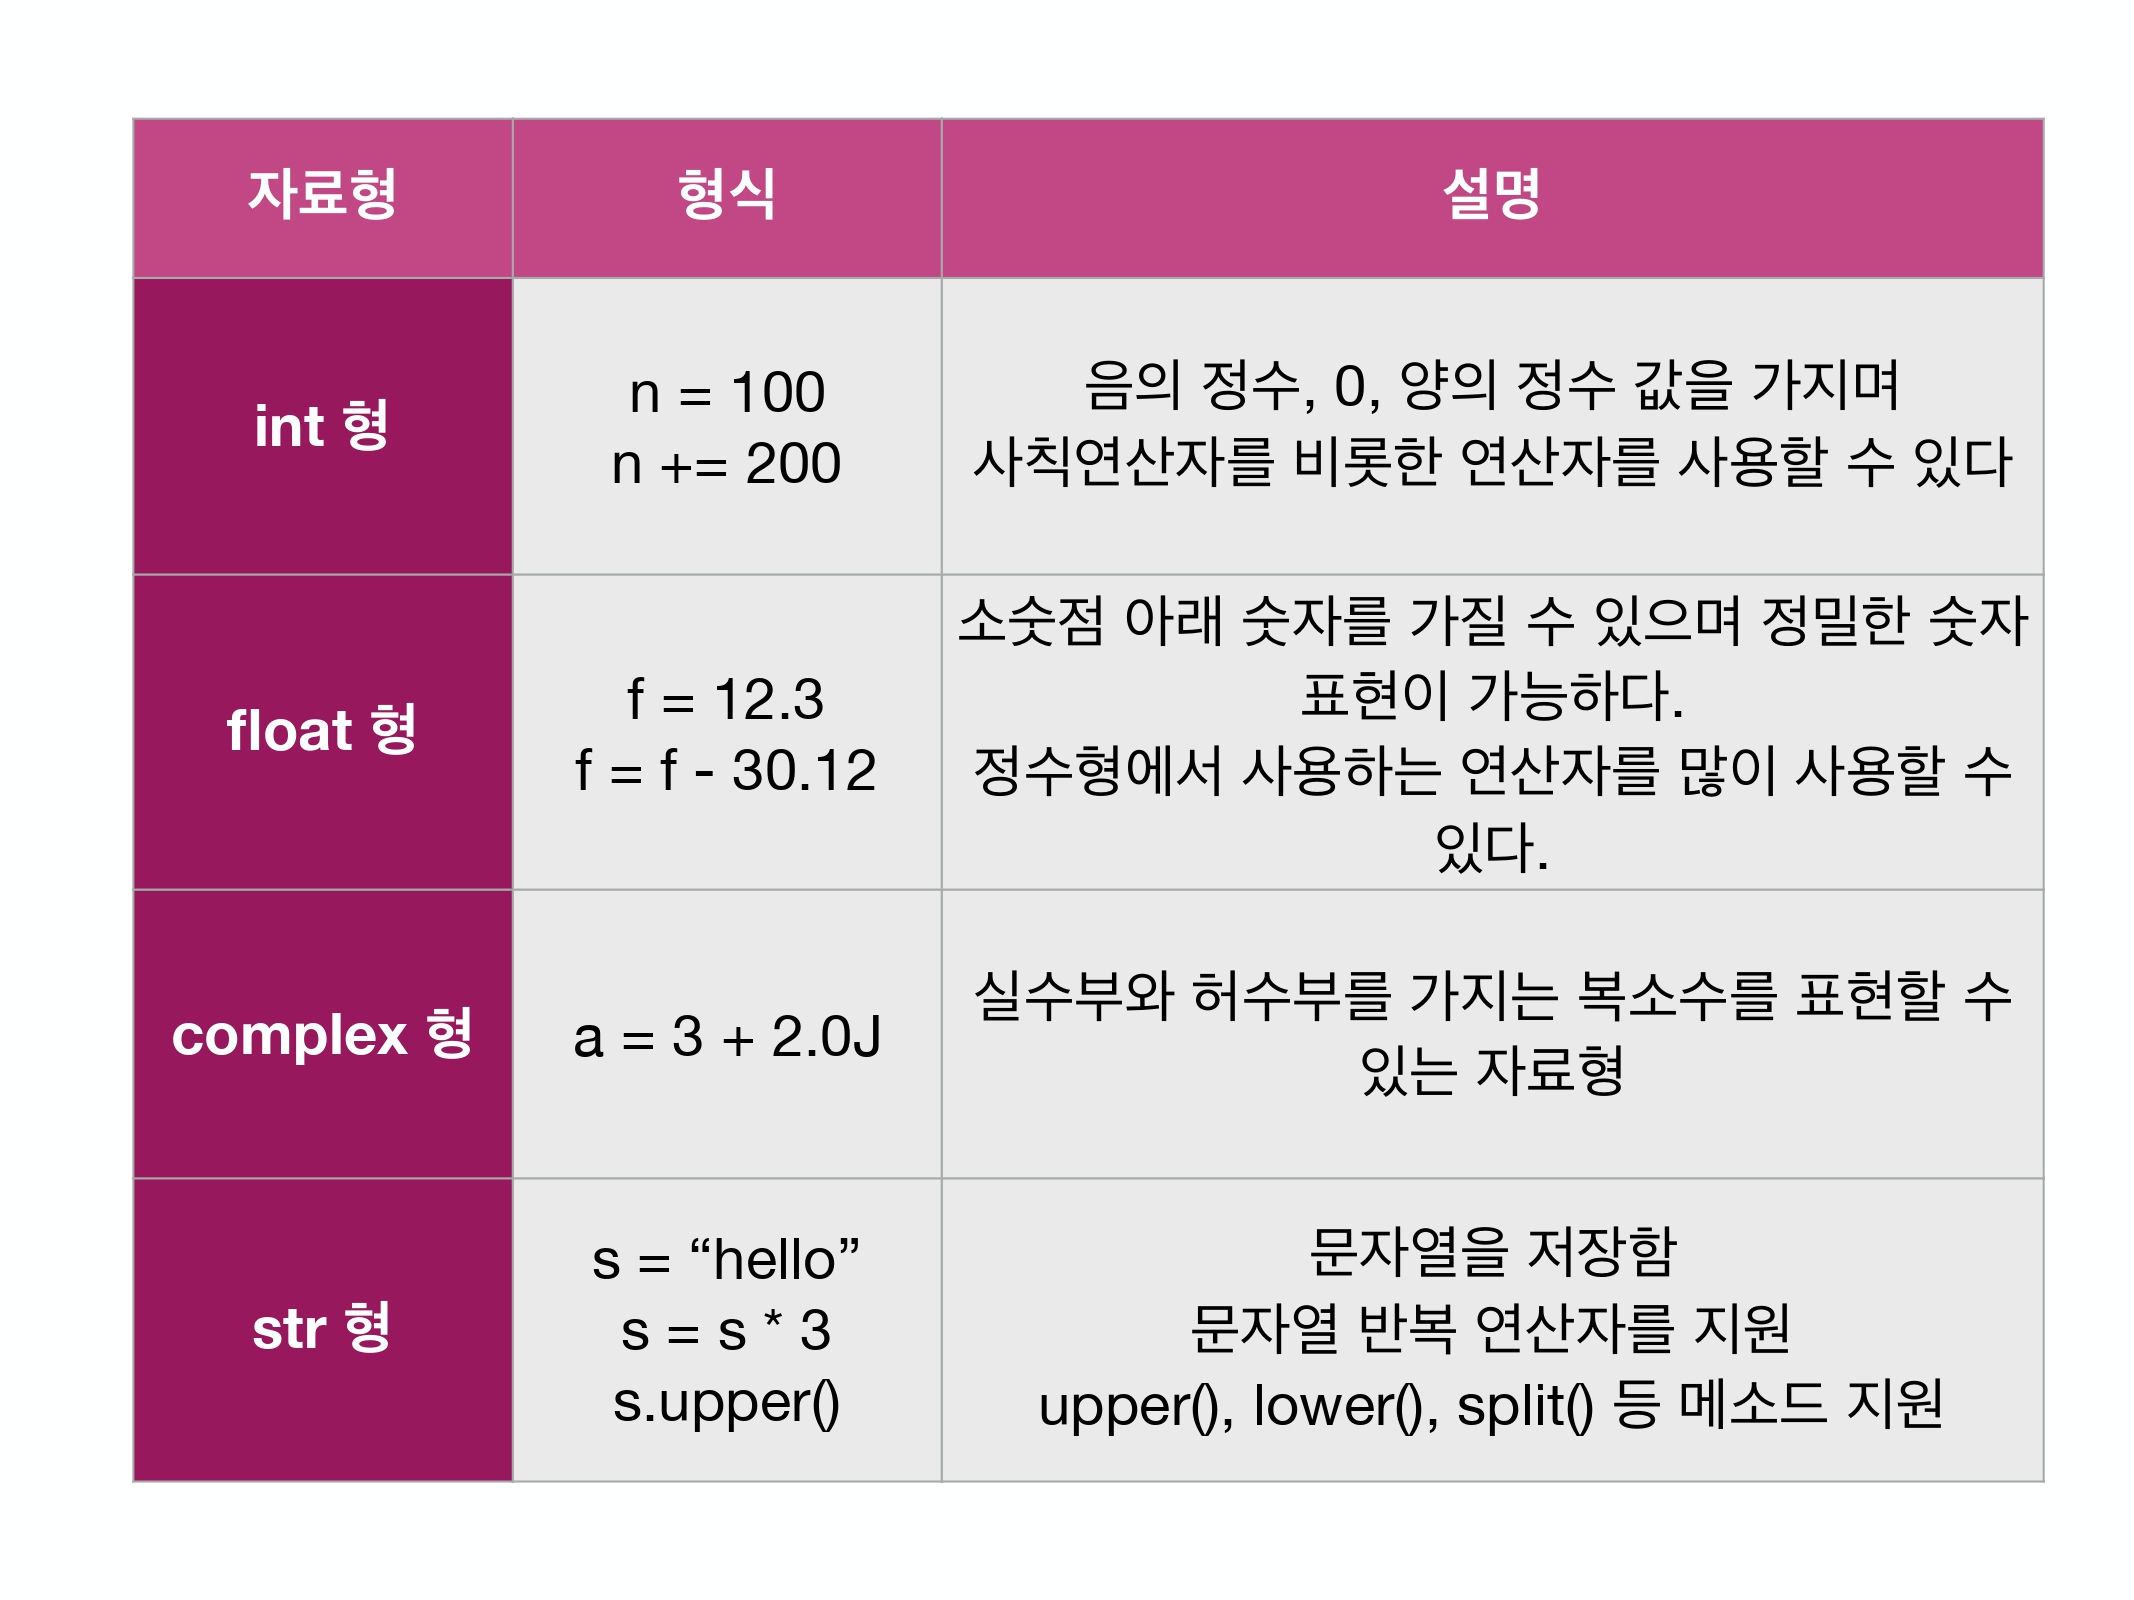 자료형 형식 설명
int 형
n = 100
n += 200
음의 정수, 0, 양의 정수 값을 가지며
사칙연산자를 비롯한 연산자를 사용할 수 있다
float 형
f = 12.3
f = f - 30.12
소숫점 아래 숫자를 가질 수 있으며 정밀한 숫자
표현이 가능하다.
정수형에서 사용하는 연산자를 많이 사용할 수
있다.
complex 형
a = 3 + 2.0J
실수부와 허수부를 가지는 복소수를 표현할 수
있는 자료형
str 형
s = “hello”
s = s * 3
s.upper()
문자열을 저장함
문자열 반복 연산자를 지원
upper(), lower(), split() 등 메소드 지원